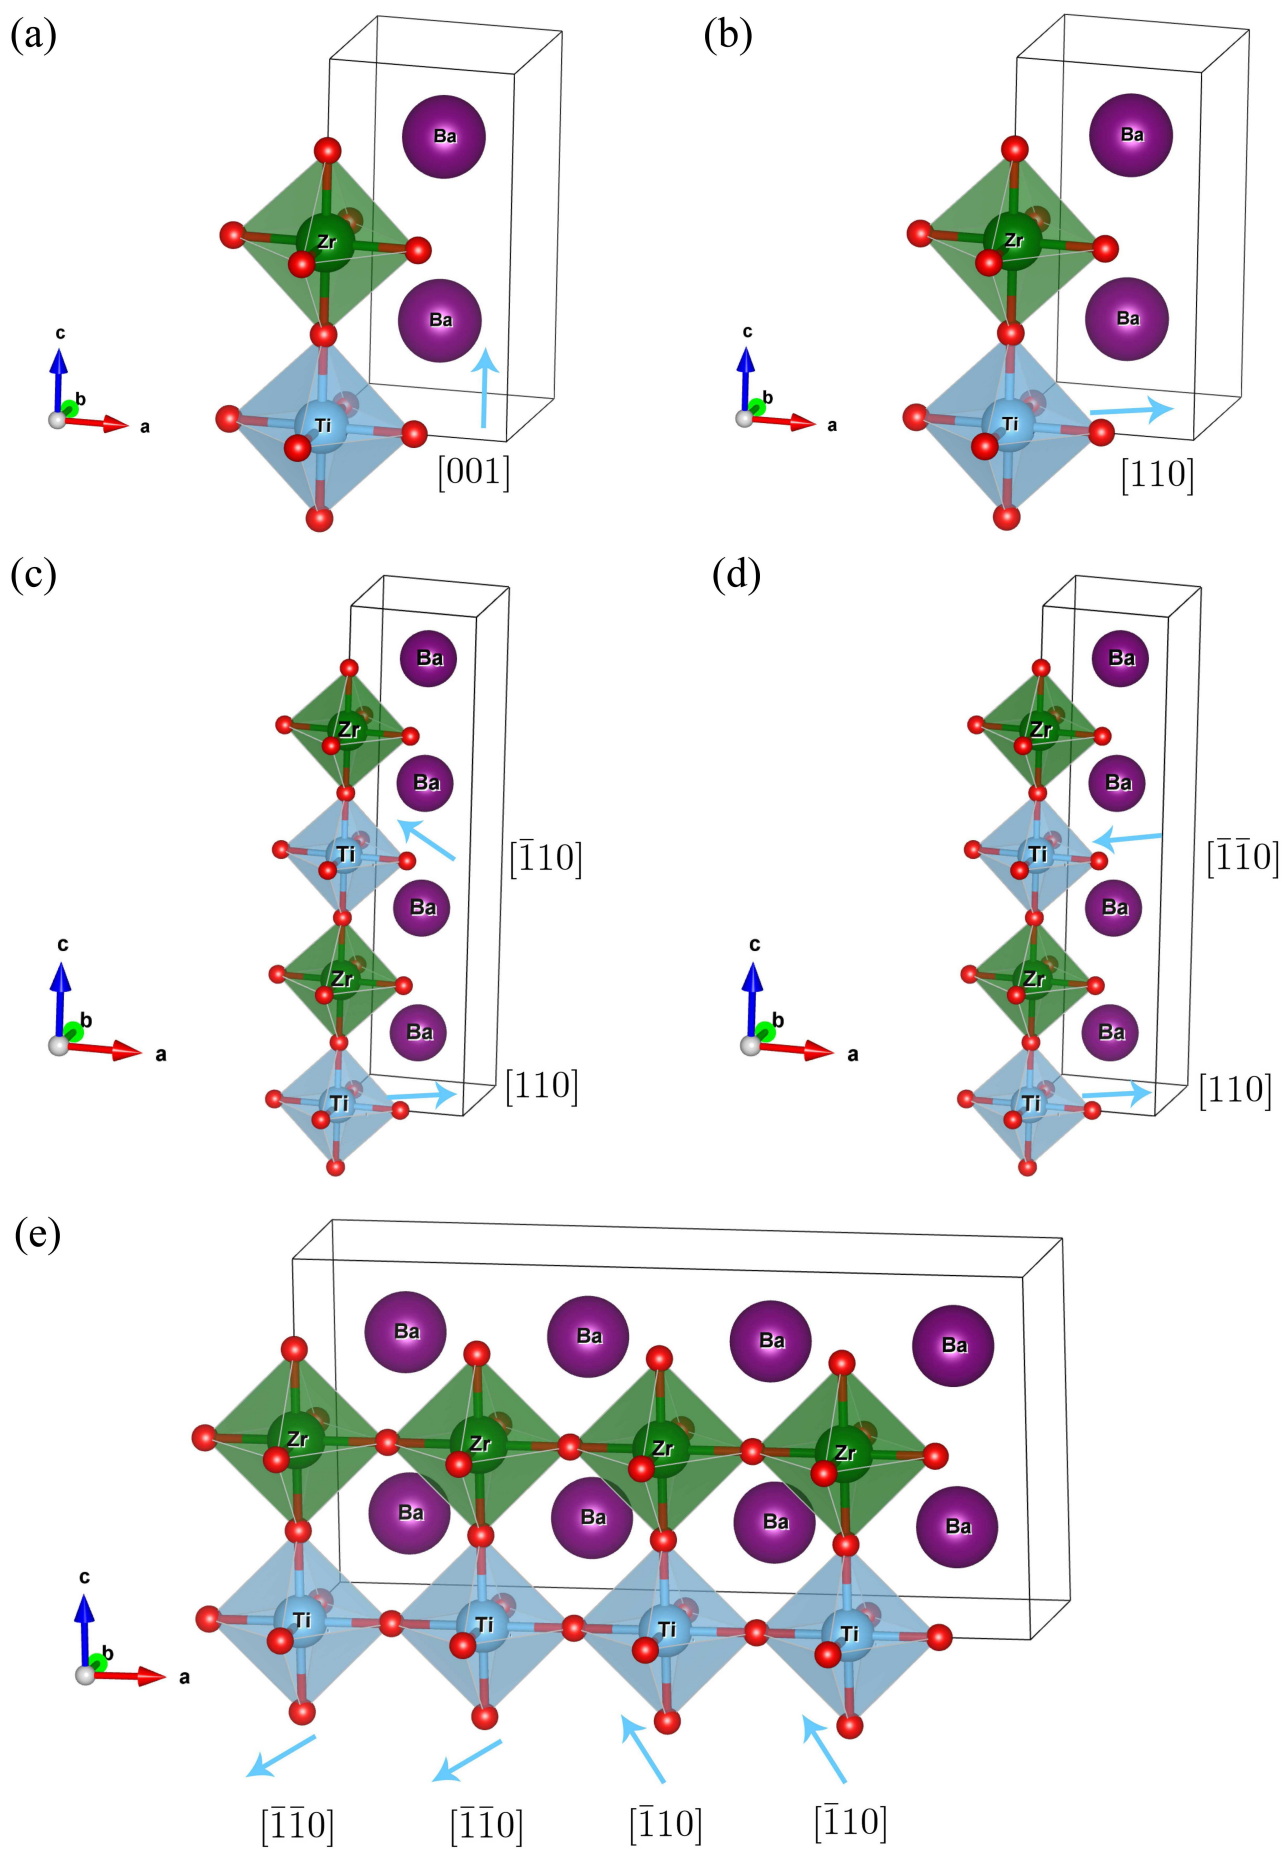 (a) (b)
Ba Ba
Zr Zr
Ba Ba
c c
b b
a a
Ti Ti
[001] [110]
(c) (d)
Ba Ba
Zr Zr
Ba Ba
Ti Ti
[1̄10] [1̄1̄0]
Ba Ba
c c
Zr Zr
b b
Ba Ba
a a
[110] [110]
Ti Ti
(e)
Ba Ba Ba Ba
Zr Zr Zr Zr
Ba Ba Ba Ba
c
Ti Ti Ti Ti
b
a
[1̄1̄0] [1̄1̄0] [1̄10] [1̄10]